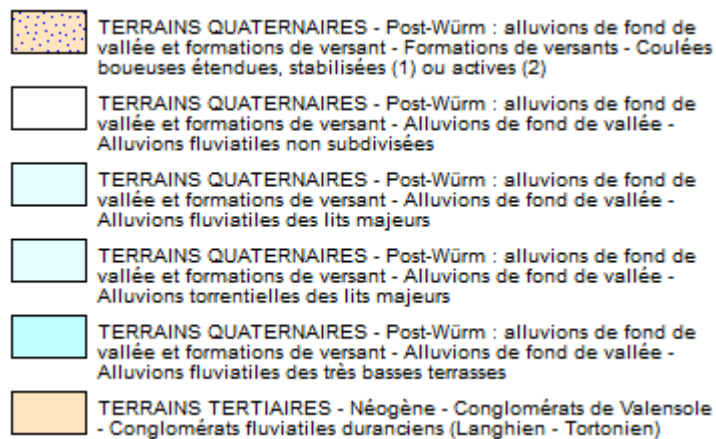 TERRAINS QUATERNAIRES - Post-Würm : alluvions de fond de
vallée et formations de versant - Formations de versants - Coulées
boueuses étendues, stabilisées (1) ou actives (2)
TERRAINS QUATERNAIRES - Post-Würm : alluvions de fond de
vallée et formations de versant - Alluvions de fond de vallée -
Alluvions fluviatiles non subdivisées
TERRAINS QUATERNAIRES - Post-Würm : alluvions de fond de
vallée et formations de versant - Alluvions de fond de vallée -
Alluvions fluviatiles des lits majeurs
TERRAINS QUATERNAIRES - Post-Würm : alluvions de fond de
vallée et formations de versant - Alluvions de fond de vallée -
Alluvions torrentielles des lits majeurs
TERRAINS QUATERNAIRES - Post-Würm : alluvions de fond de
vallée et formations de versant - Alluvions de fond de vallée -
Alluvions fluviatiles des très basses terrasses
TERRAINS TERTIAIRES - Néogène - Conglomérats de Valensole
- Conglomérats fluviatiles duranciens (Langhien - Tortonien)